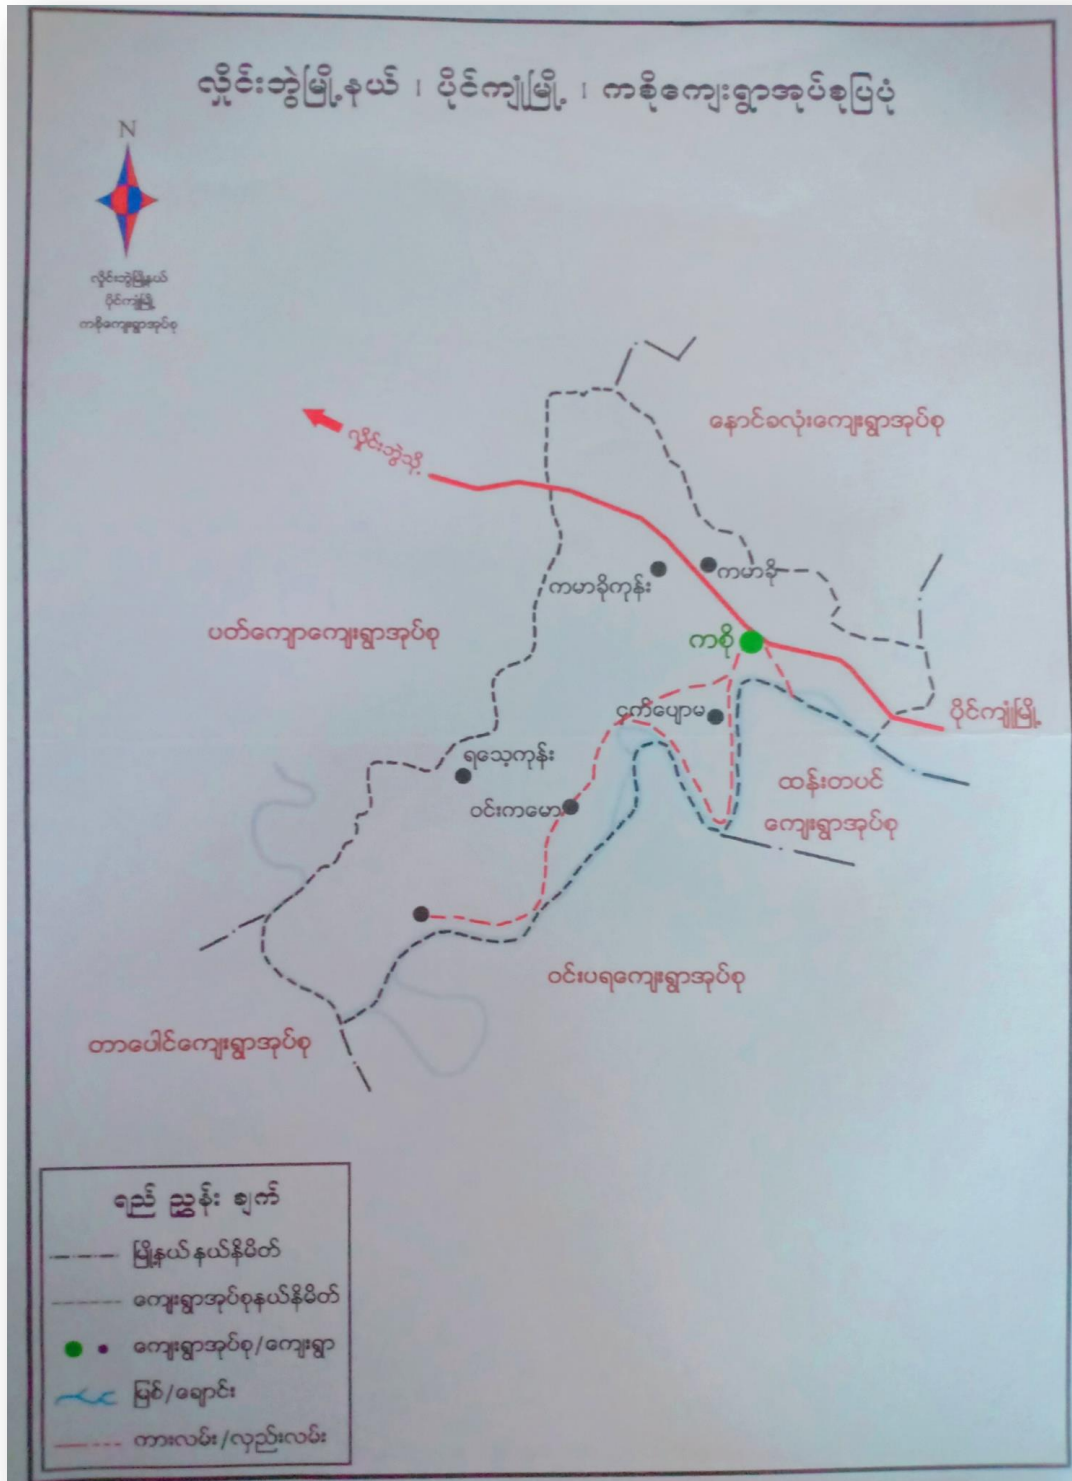 လှိုင်းဘွဲမြို့နယ် ၊ ပိုင်ကျုံမြို့ ၊ ကစိုကျေးရွာအုပ်စုပြပုံ
N
လှိုင်းဘွဲမြို့နယ်
ပိုင်ကျုံမြို့
ကစိုကျေးရွာအုပ်စု
နောင်ခလုံးကျေးရွာအုပ်စု
လှိုင်းဘွဲသို့
ကမာခိုကုန်း
ကမာခို
ပတ်ကျောကျေးရွာအုပ်စု
ကစို
ငှက်ပျောမ
ပိုင်ကျုံမြို့
ရသေ့ကုန်း
ထန်းတပင်
ကျေးရွာအုပ်စု
ဝင်းကမော
ဝင်းပရကျေးရွာအုပ်စု
တာပေါင်ကျေးရွာအုပ်စု
ရည် ညွှန်း ချက်
မြို့နယ်နယ်နိမိတ်
ကျေးရွာအုပ်စုနယ်နိမိတ်
ကျေးရွာအုပ်စု/ကျေးရွာ
မြစ်/ချောင်း
ကားလမ်း/လှည်းလမ်း